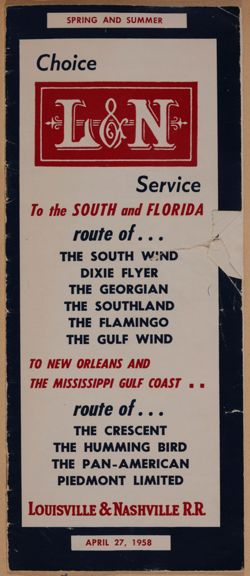 SPRING AND SUMMER
Choice
L&N
Service
To the SOUTH and FLORIDA
route of...
THE SOUTH WIND
DIXIE FLYER
THE GEORGIAN
THE SOUTHLAND
THE FLAMINGO
THE GULF WIND
TO NEW ORLEANS AND
THE MISSISSIPPI GULF COAST ..
route of...
THE CRESCENT
THE HUMMING BIRD
THE PAN-AMERICAN
PIEDMONT LIMITED
LOUISVILLE & NASHVILLE R.R.
APRIL 27, 1958